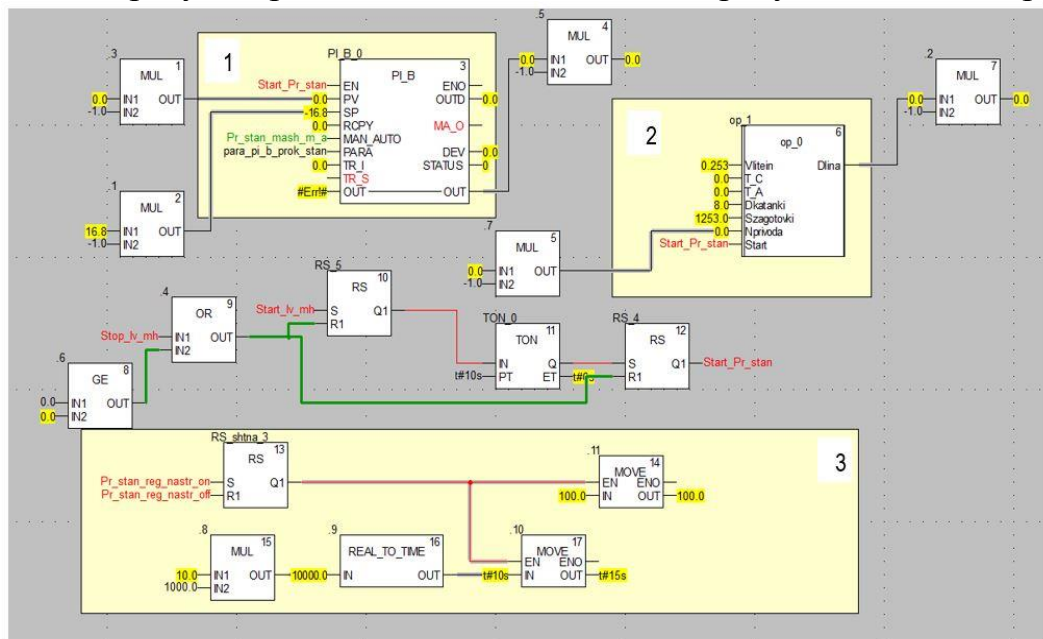 .5
MUL 4
0.0 IN1 OUT 0.0
-1.0 IN2
1
PI_B_0
PI_B 3
Start_Pr_stan EN ENO
0.0 PV OUTD 0.0
-16.8 SP
0.0 RCPY MA_O
Pr_stan_mash_m_a MAN_AUTO
para_pi_b_prok_stan PARA DEV 0.0
0.0 TR_I STATUS 0
TR_S
#Err!# OUT OUT
.3
MUL 1
0.0 IN1 OUT
-1.0 IN2
.2
MUL 7
0.0 IN1 OUT 0.0
-1.0 IN2
2
op_1
op_0 6
0.253 Vlitein Dlina
0.0 T_C
0.0 T_A
8.0 Dkatanki
1253.0 Szagotovki
0.0 Nprivoda
Start_Pr_stan Start
.1
MUL 2
16.8 IN1 OUT
-1.0 IN2
.7
MUL 5
0.0 IN1 OUT
-1.0 IN2
RS_5
RS 10
Start_lv_mh S Q1
R1
.4
OR 9
Stop_lv_mh IN1 OUT
IN2
TON_0
TON 11
IN Q
t#10s PT ET t#0s
RS_4
RS 12
S Q1 Start_Pr_stan
R1
.6
GE 8
0.0 IN1 OUT
0.0 IN2
RS_shtna_3
RS 13
Pr_stan_reg_nastr_on S Q1
Pr_stan_reg_nastr_off R1
.11
MOVE 14
EN ENO
100.0 IN OUT 100.0
3
.8
MUL 15
10.0 IN1 OUT 10000.0
1000.0 IN2
.9
REAL_TO_TIME 16
IN OUT t#10s
.10
MOVE 17
EN ENO
IN OUT t#15s